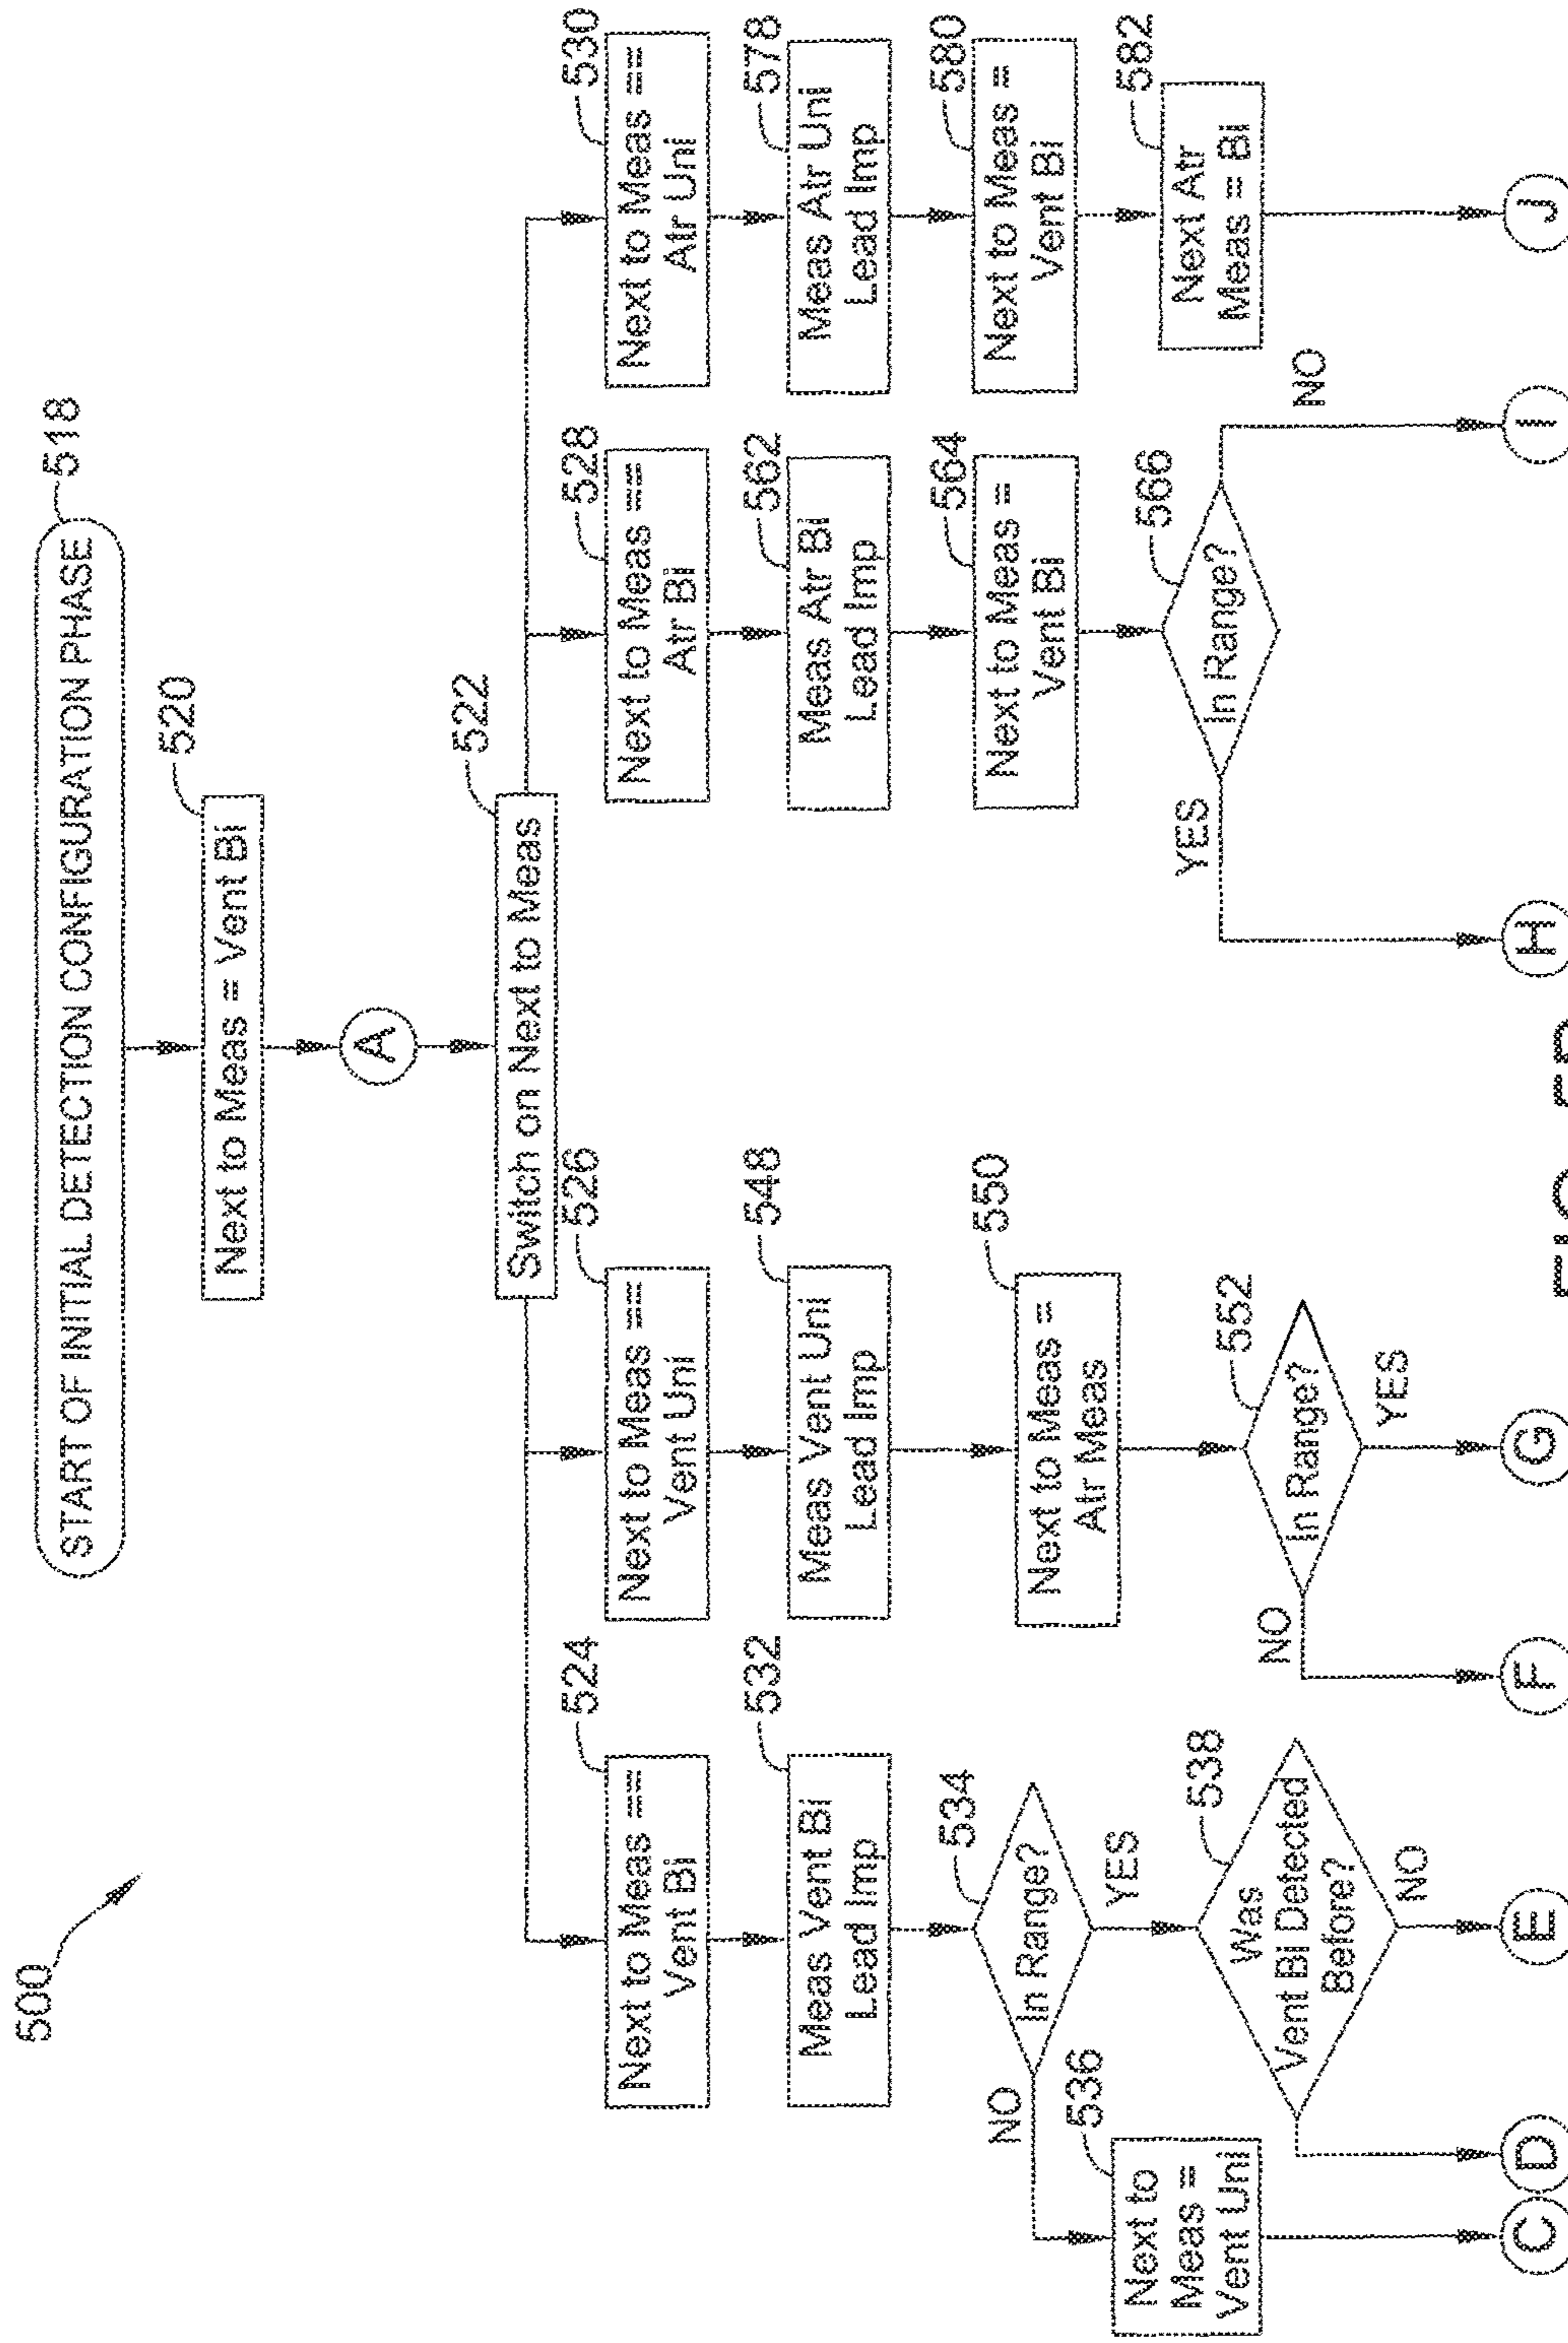 500
START OF INITIAL DETECTION CONFIGURATION PHASE
518
Next to Meas = Vent Bi
520
A
Switch on Next to Meas
522
Next to Meas ==
Vent Bi
524
Next to Meas ==
Vent Uni
526
Next to Meas ==
Atr Bi
528
Next to Meas ==
Atr Uni
530
Meas Vent Bi
Lead Imp
532
Meas Vent Uni
Lead Imp
548
Meas Atr Bi
Lead Imp
562
Meas Atr Uni
Lead Imp
578
In Range?
534
NO
YES
Next to Meas =
Atr Meas
550
Next to Meas =
Vent Bi
564
Next to Meas =
Vent Bi
580
Next to
Meas =
Vent Uni
536
Was
Vent Bi Detected
Before?
538
NO
In Range?
552
NO
YES
In Range?
566
YES
NO
Next Atr
Meas = Bi
582
C
D
E
F
G
H
I
J